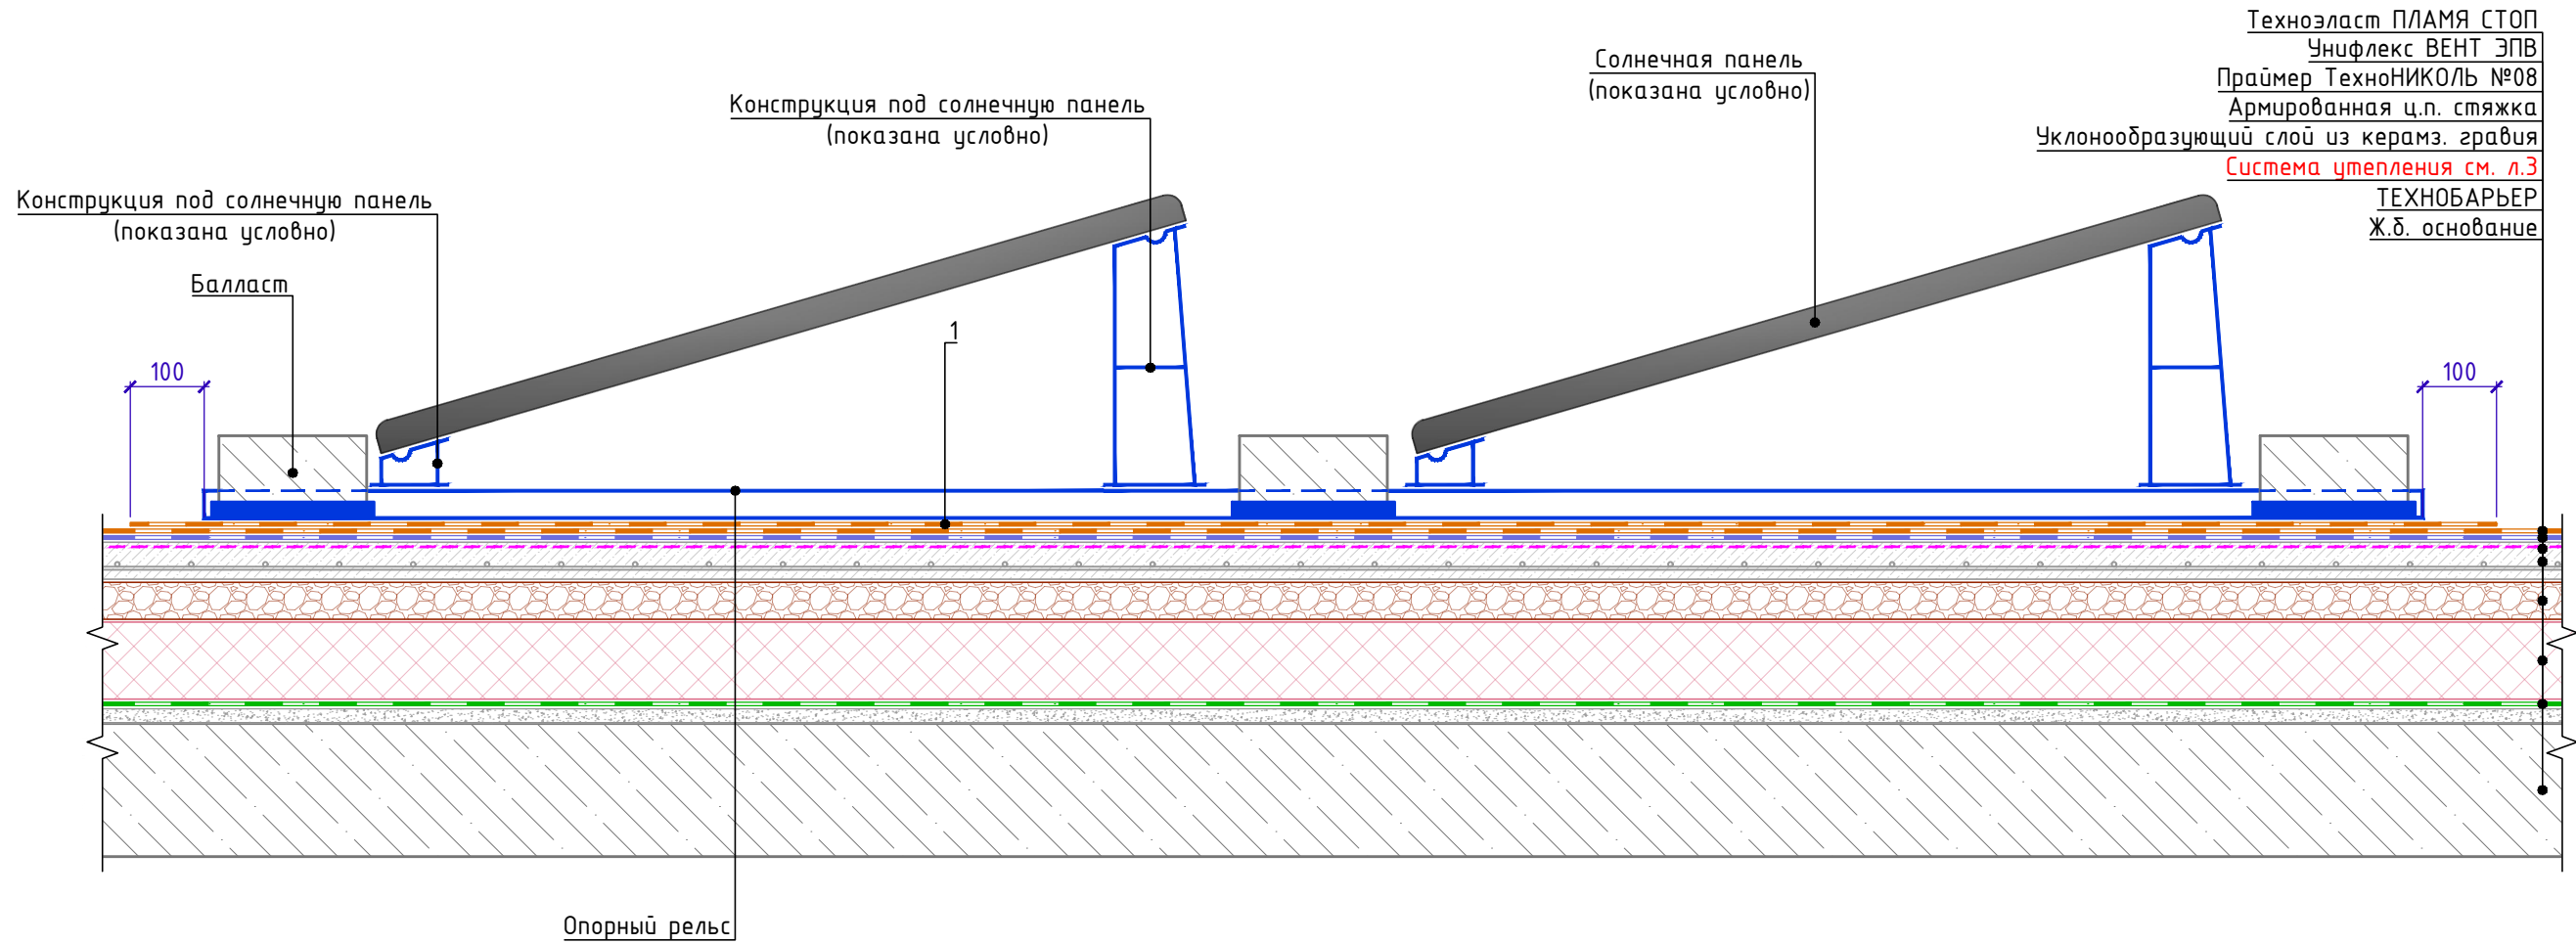 Техноэласт ПЛАМЯ СТОП
Унифлекс ВЕНТ ЭПВ
Праймер ТехноНИКОЛЬ №08
Армированная ц.п. стяжка
Уклонообразующий слой из керамз. гравия
Система утепления см. л.3
ТЕХНОБАРЬЕР
Ж.б. основание
Солнечная панель
(показана условно)
Конструкция под солнечную панель
(показана условно)
Конструкция под солнечную панель
(показана условно)
Балласт
1
100
100
Опорный рельс